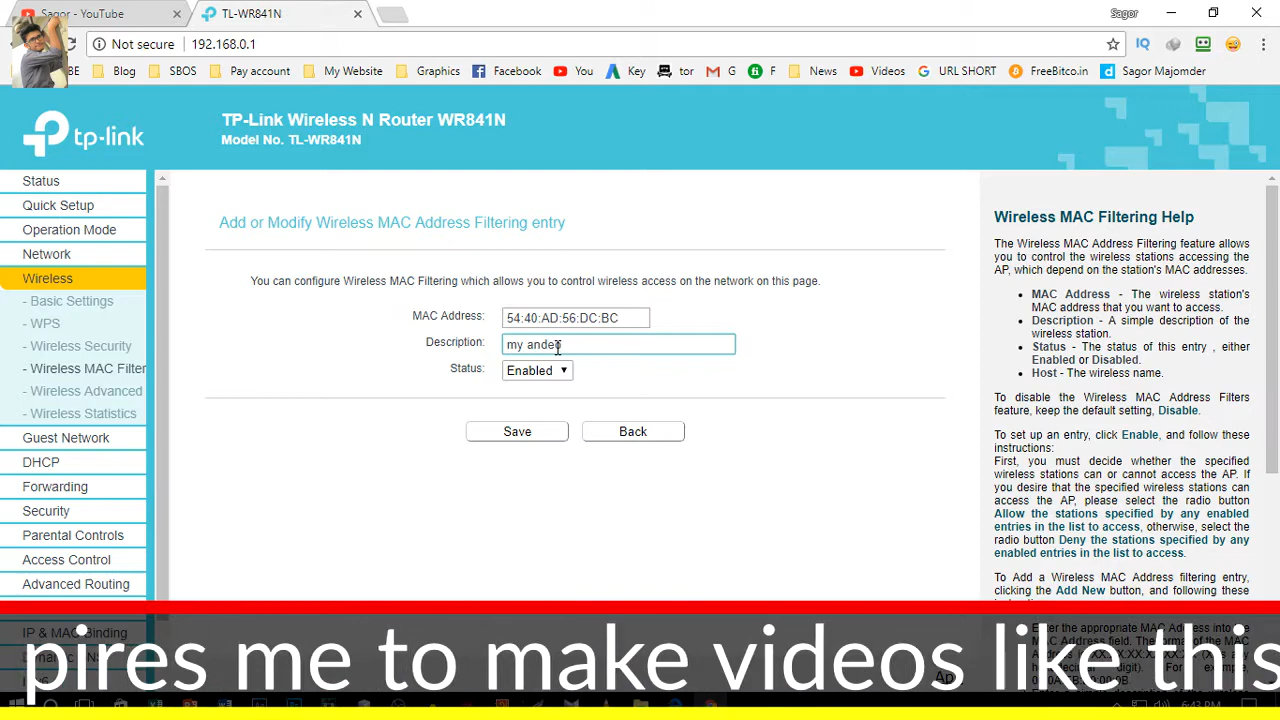 Sagor - YouTube
TL-WR841N
Sagor
Not secure 192.168.0.1
BE Blog SBOS Pay account My Website Graphics Facebook You Key tor G F News Videos URL SHORT FreeBitco.in Sagor Majomder
tp-link
TP-Link Wireless N Router WR841N
Model No. TL-WR841N
Status
Quick Setup
Operation Mode
Network
Wireless
- Basic Settings
- WPS
- Wireless Security
- Wireless MAC Filter
- Wireless Advanced
- Wireless Statistics
Guest Network
DHCP
Forwarding
Security
Parental Controls
Access Control
Advanced Routing
IP & MAC Binding
Add or Modify Wireless MAC Address Filtering entry
You can configure Wireless MAC Filtering which allows you to control wireless access on the network on this page.
MAC Address: 54:40:AD:56:DC:BC
Description: my andeo
Status: Enabled
Save Back
Wireless MAC Filtering Help
The Wireless MAC Address Filtering feature allows
you to control the wireless stations accessing the
AP, which depend on the station's MAC addresses.
• MAC Address - The wireless station's
MAC address that you want to access.
• Description - A simple description of the
wireless station.
• Status - The status of this entry , either
Enabled or Disabled.
• Host - The wireless name.
To disable the Wireless MAC Address Filters
feature, keep the default setting, Disable.
To set up an entry, click Enable, and follow these
instructions:
First, you must decide whether the specified
wireless stations can or cannot access the AP. If
you desire that the specified wireless stations can
access the AP, please select the radio button
Allow the stations specified by any enabled
entries in the list to access, otherwise, select the
radio button Deny the stations specified by any
enabled entries in the list to access.
To Add a Wireless MAC Address filtering entry,
clicking the Add New button, and following these
pires me to make videos like this
6:43 PM